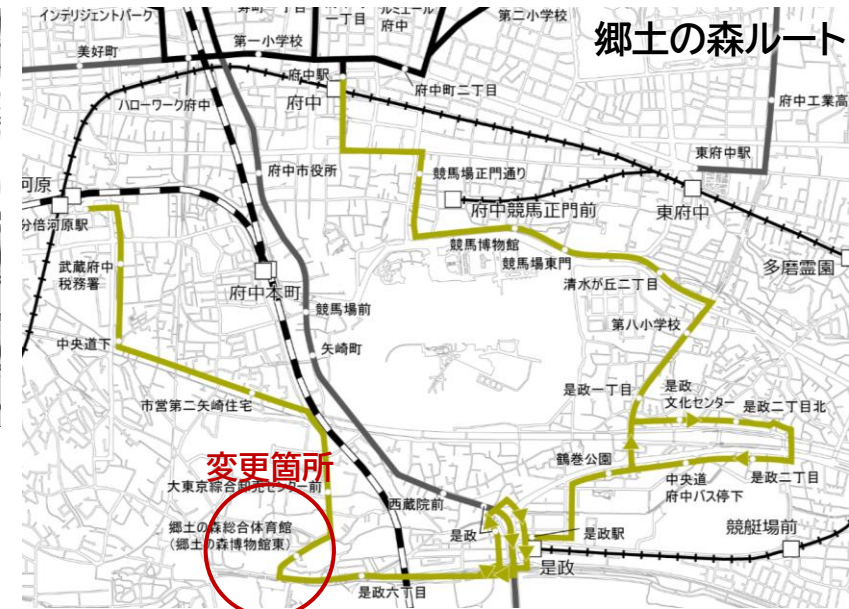 郷土の森ルート
インテリジェントパーク
一丁目
府中
第二小学校
美好町
第一小学校
府中駅
府中
府中町二丁目
ハローワーク府中
府中工業高
東府中駅
府中市役所
競馬場正門通り
府中競馬正門前
東府中
河原
分倍河原駅
武蔵府中
税務署
府中本町
競馬博物館
競馬場東門
清水が丘二丁目
多磨霊園
競馬場前
第八小学校
中央道下
矢崎町
市営第二矢崎住宅
是政一丁目
是政
文化センター
是政二丁目北
変更箇所
大東京綜合卸売センター前
鶴巻公園
中央道
府中バス停下
是政二丁目
西蔵院前
郷土の森総合体育館
（郷土の森博物館東）
是政
是政駅
是政
競艇場前
是政六丁目